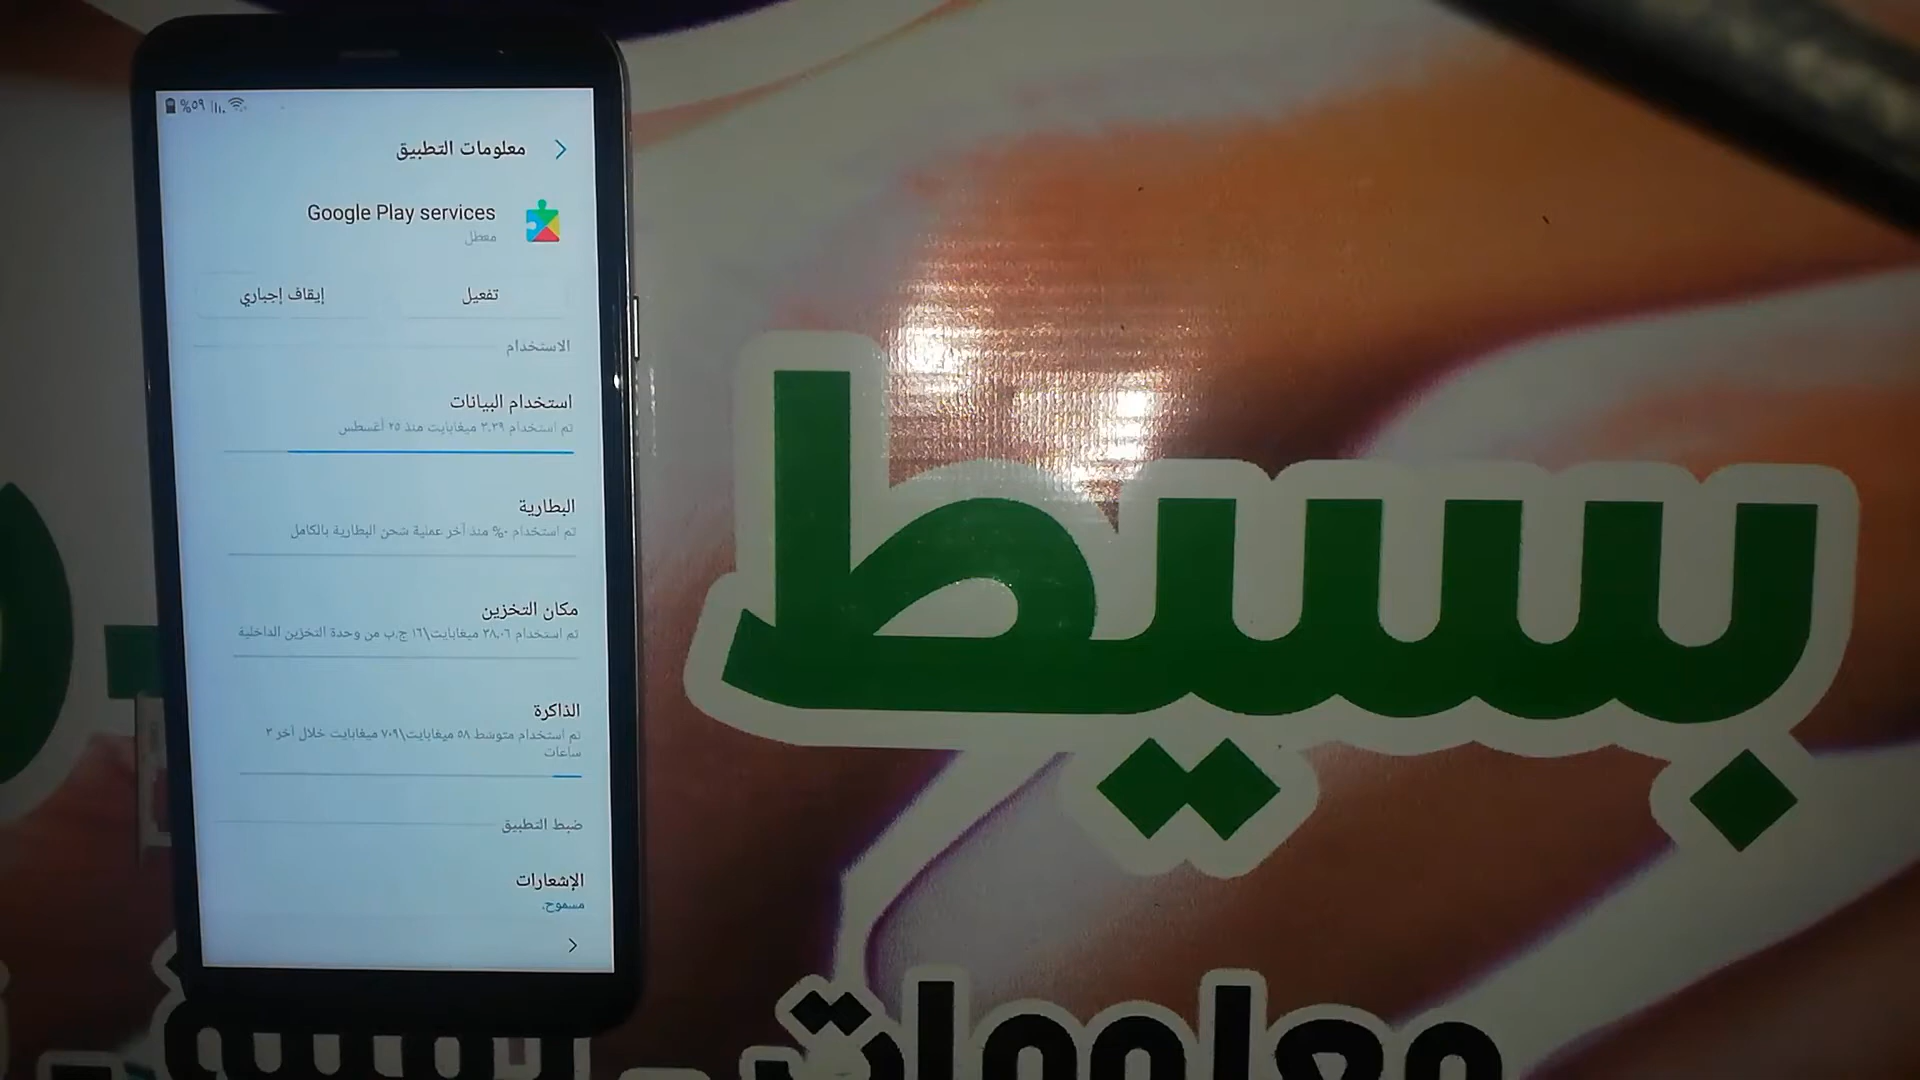 %٥٩
معلومات التطبيق
Google Play services
معطل
تفعيل
إيقاف إجباري
الاستخدام
استخدام البيانات
تم استخدام ٣.٣٩ ميغابايت منذ ٢٥ أغسطس
البطارية
تم استخدام ٠% منذ آخر عملية شحن البطارية بالكامل
مكان التخزين
تم استخدام ٣٨.٠٦ ميغابايت\١٦ ج.ب من وحدة التخزين الداخلية
الذاكرة
تم استخدام متوسط ٥٨ ميغابايت\٧٠٩ ميغابايت خلال آخر ٣
ساعات
ضبط التطبيق
الإشعارات
مسموح.
بسيط
معلومات